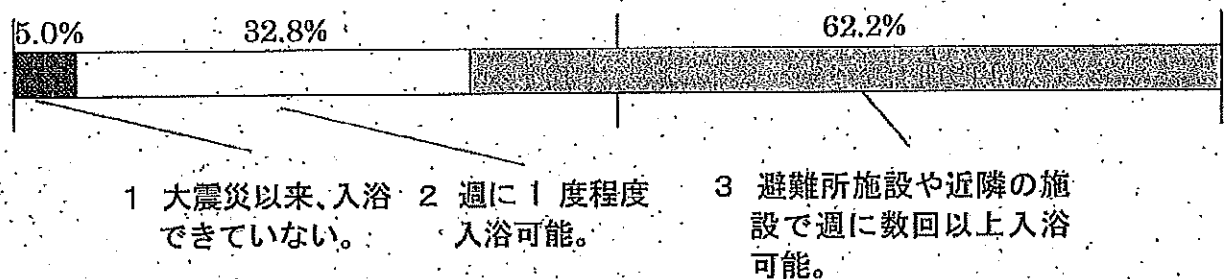 5.0% 32.8% 62.2%
1 大震災以来、入浴
できていない。
2 週に1度程度
入浴可能。
3 避難所施設や近隣の施
設で週に数回以上入浴
可能。